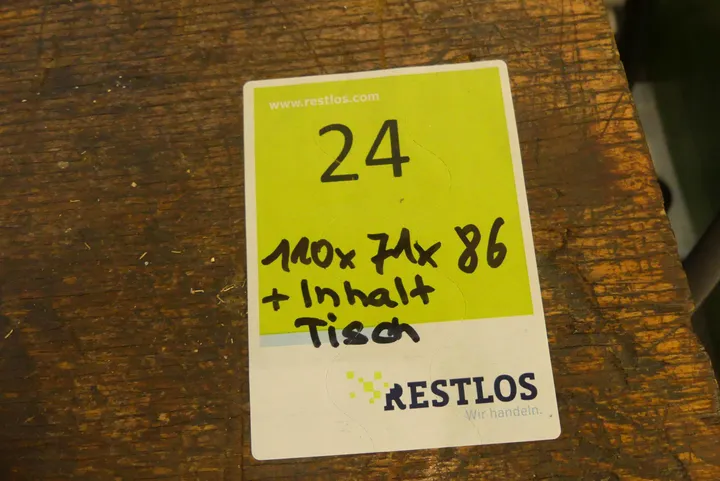 www.restlos.com
24
110x 71x 86
+ Inhalt
Tisch
RESTLOS
Wir handeln.